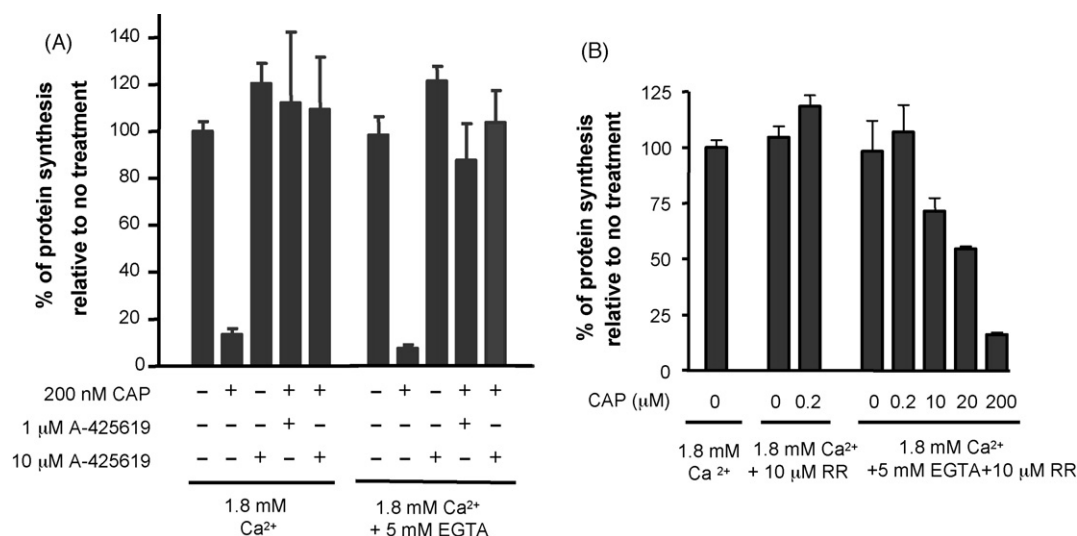 (A)
% of protein synthesis
relative to no treatment
140
120
100
80
60
40
20
0
200 nM CAP – + – + + – + – + +
1 μM A-425619 – – – + – – – – + –
10 μM A-425619 – – + – + – – + – +
1.8 mM
Ca²⁺
1.8 mM Ca²⁺
+ 5 mM EGTA
(B)
% of protein synthesis
relative to no treatment
125
100
75
50
25
0
CAP (μM) 0 0 0.2 0 0.2 10 20 200
1.8 mM
Ca ²⁺
1.8 mM Ca²⁺
+ 10 μM RR
1.8 mM Ca²⁺
+5 mM EGTA+10 μM RR